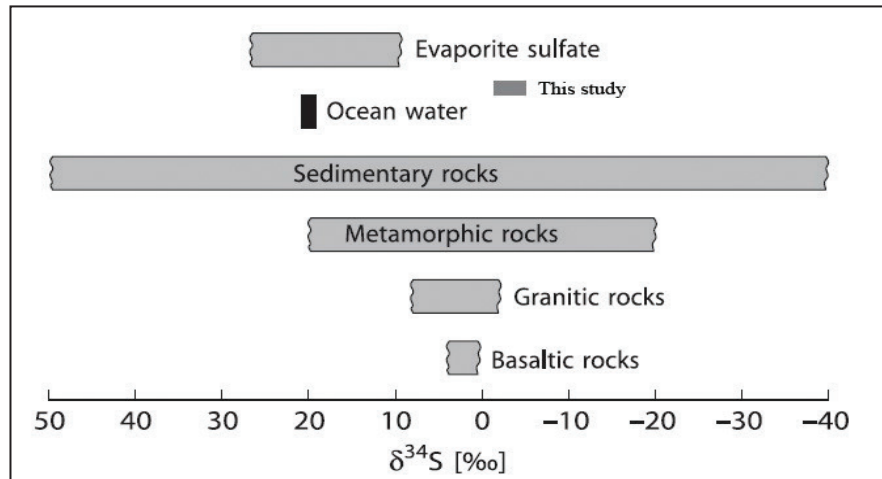 Evaporite sulfate
This study
Ocean water
Sedimentary rocks
Metamorphic rocks
Granitic rocks
Basaltic rocks
50 40 30 20 10 0 –10 –20 –30 –40
δ³⁴S [‰]